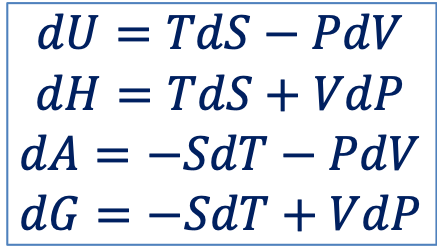 dU = TdS − PdV
dH = TdS + VdP
dA = −SdT − PdV
dG = −SdT + VdP